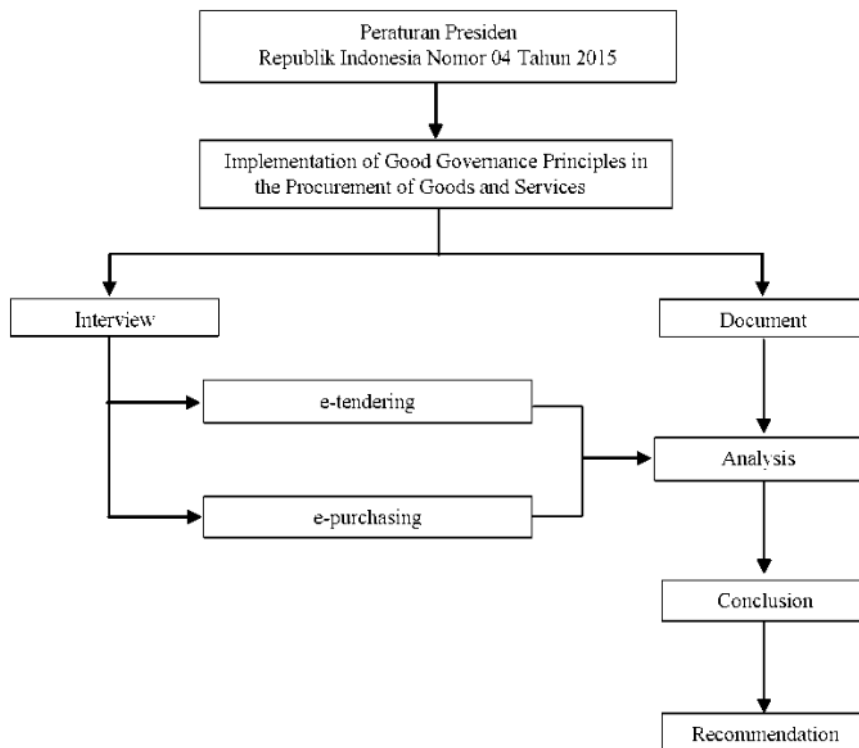 Peraturan Presiden
Republik Indonesia Nomor 04 Tahun 2015
Implementation of Good Governance Principles in
the Procurement of Goods and Services
Interview
Document
e-tendering
Analysis
e-purchasing
Conclusion
Recommendation